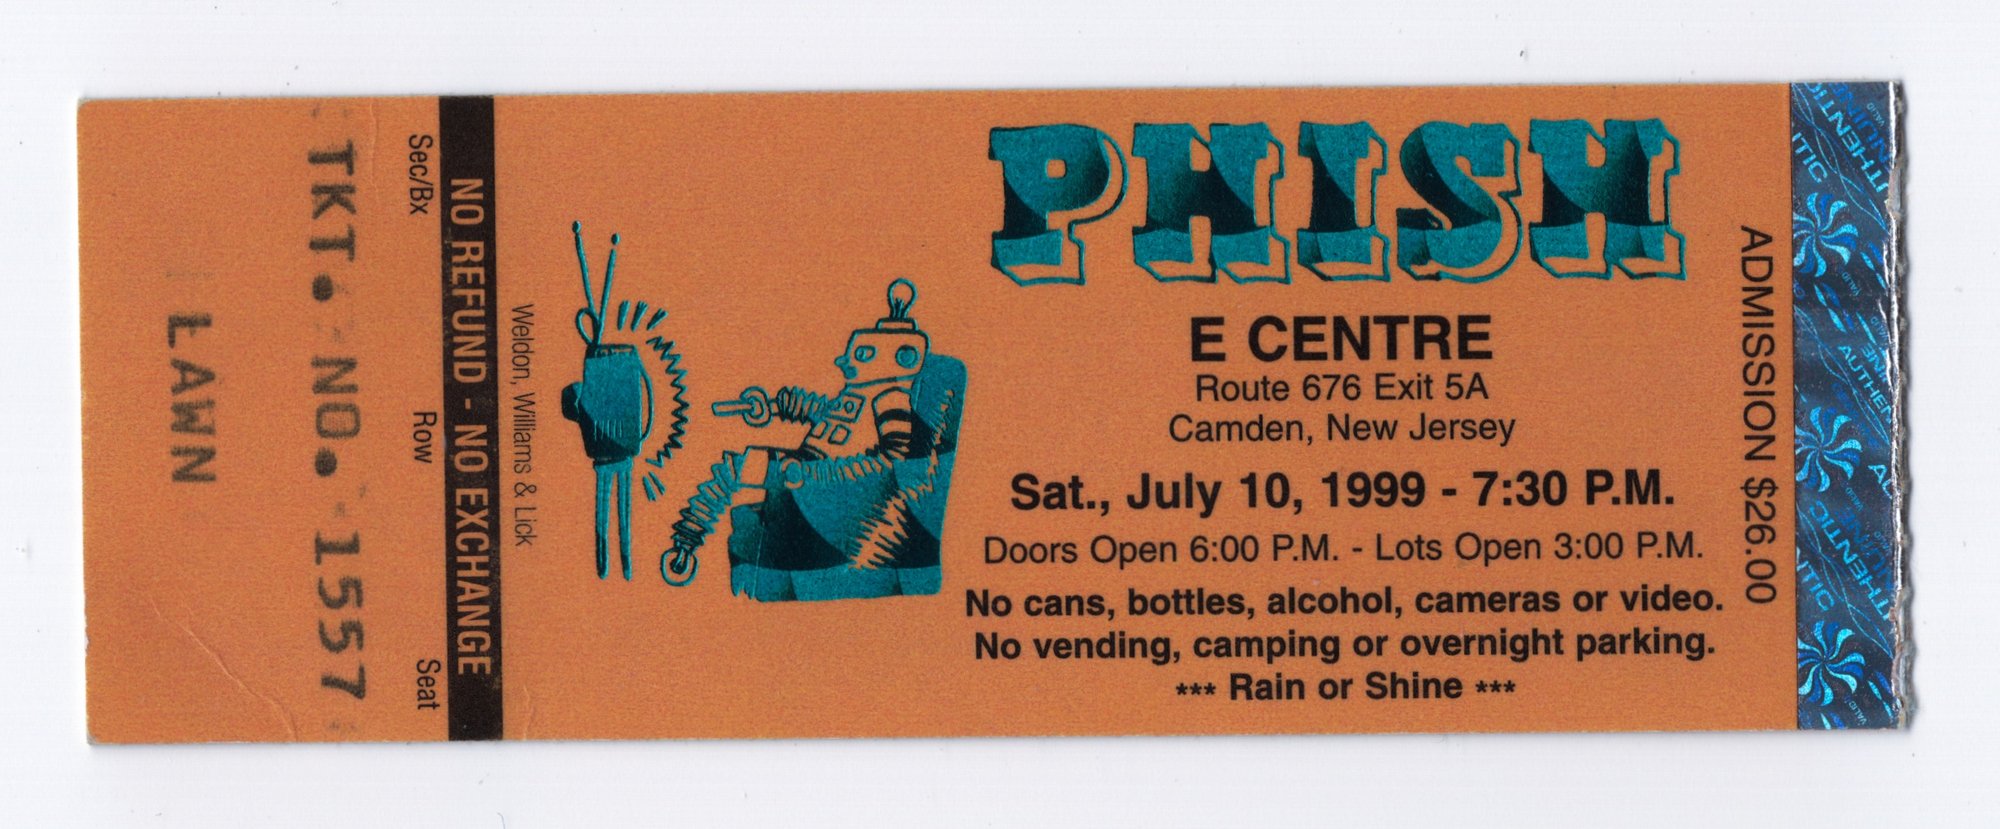 PHISH
E CENTRE
Route 676 Exit 5A
Camden, New Jersey
Sat., July 10, 1999 - 7:30 P.M.
Doors Open 6:00 P.M. - Lots Open 3:00 P.M.
No cans, bottles, alcohol, cameras or video.
No vending, camping or overnight parking.
*** Rain or Shine ***
ADMISSION $26.00
Weldon, Williams & Lick
NO REFUND - NO EXCHANGE
Sec/Bx Row Seat
TKT. NO. 1557
LAWN
AUTHENTIC
VALID